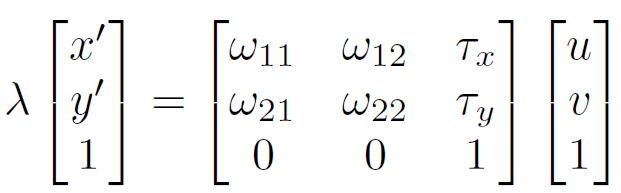 [x′] [ω₁₁ ω₁₂ τₓ] [u]
λ [y′] = [ω₂₁ ω₂₂ τᵧ] [v]
[1] [0 0 1] [1]